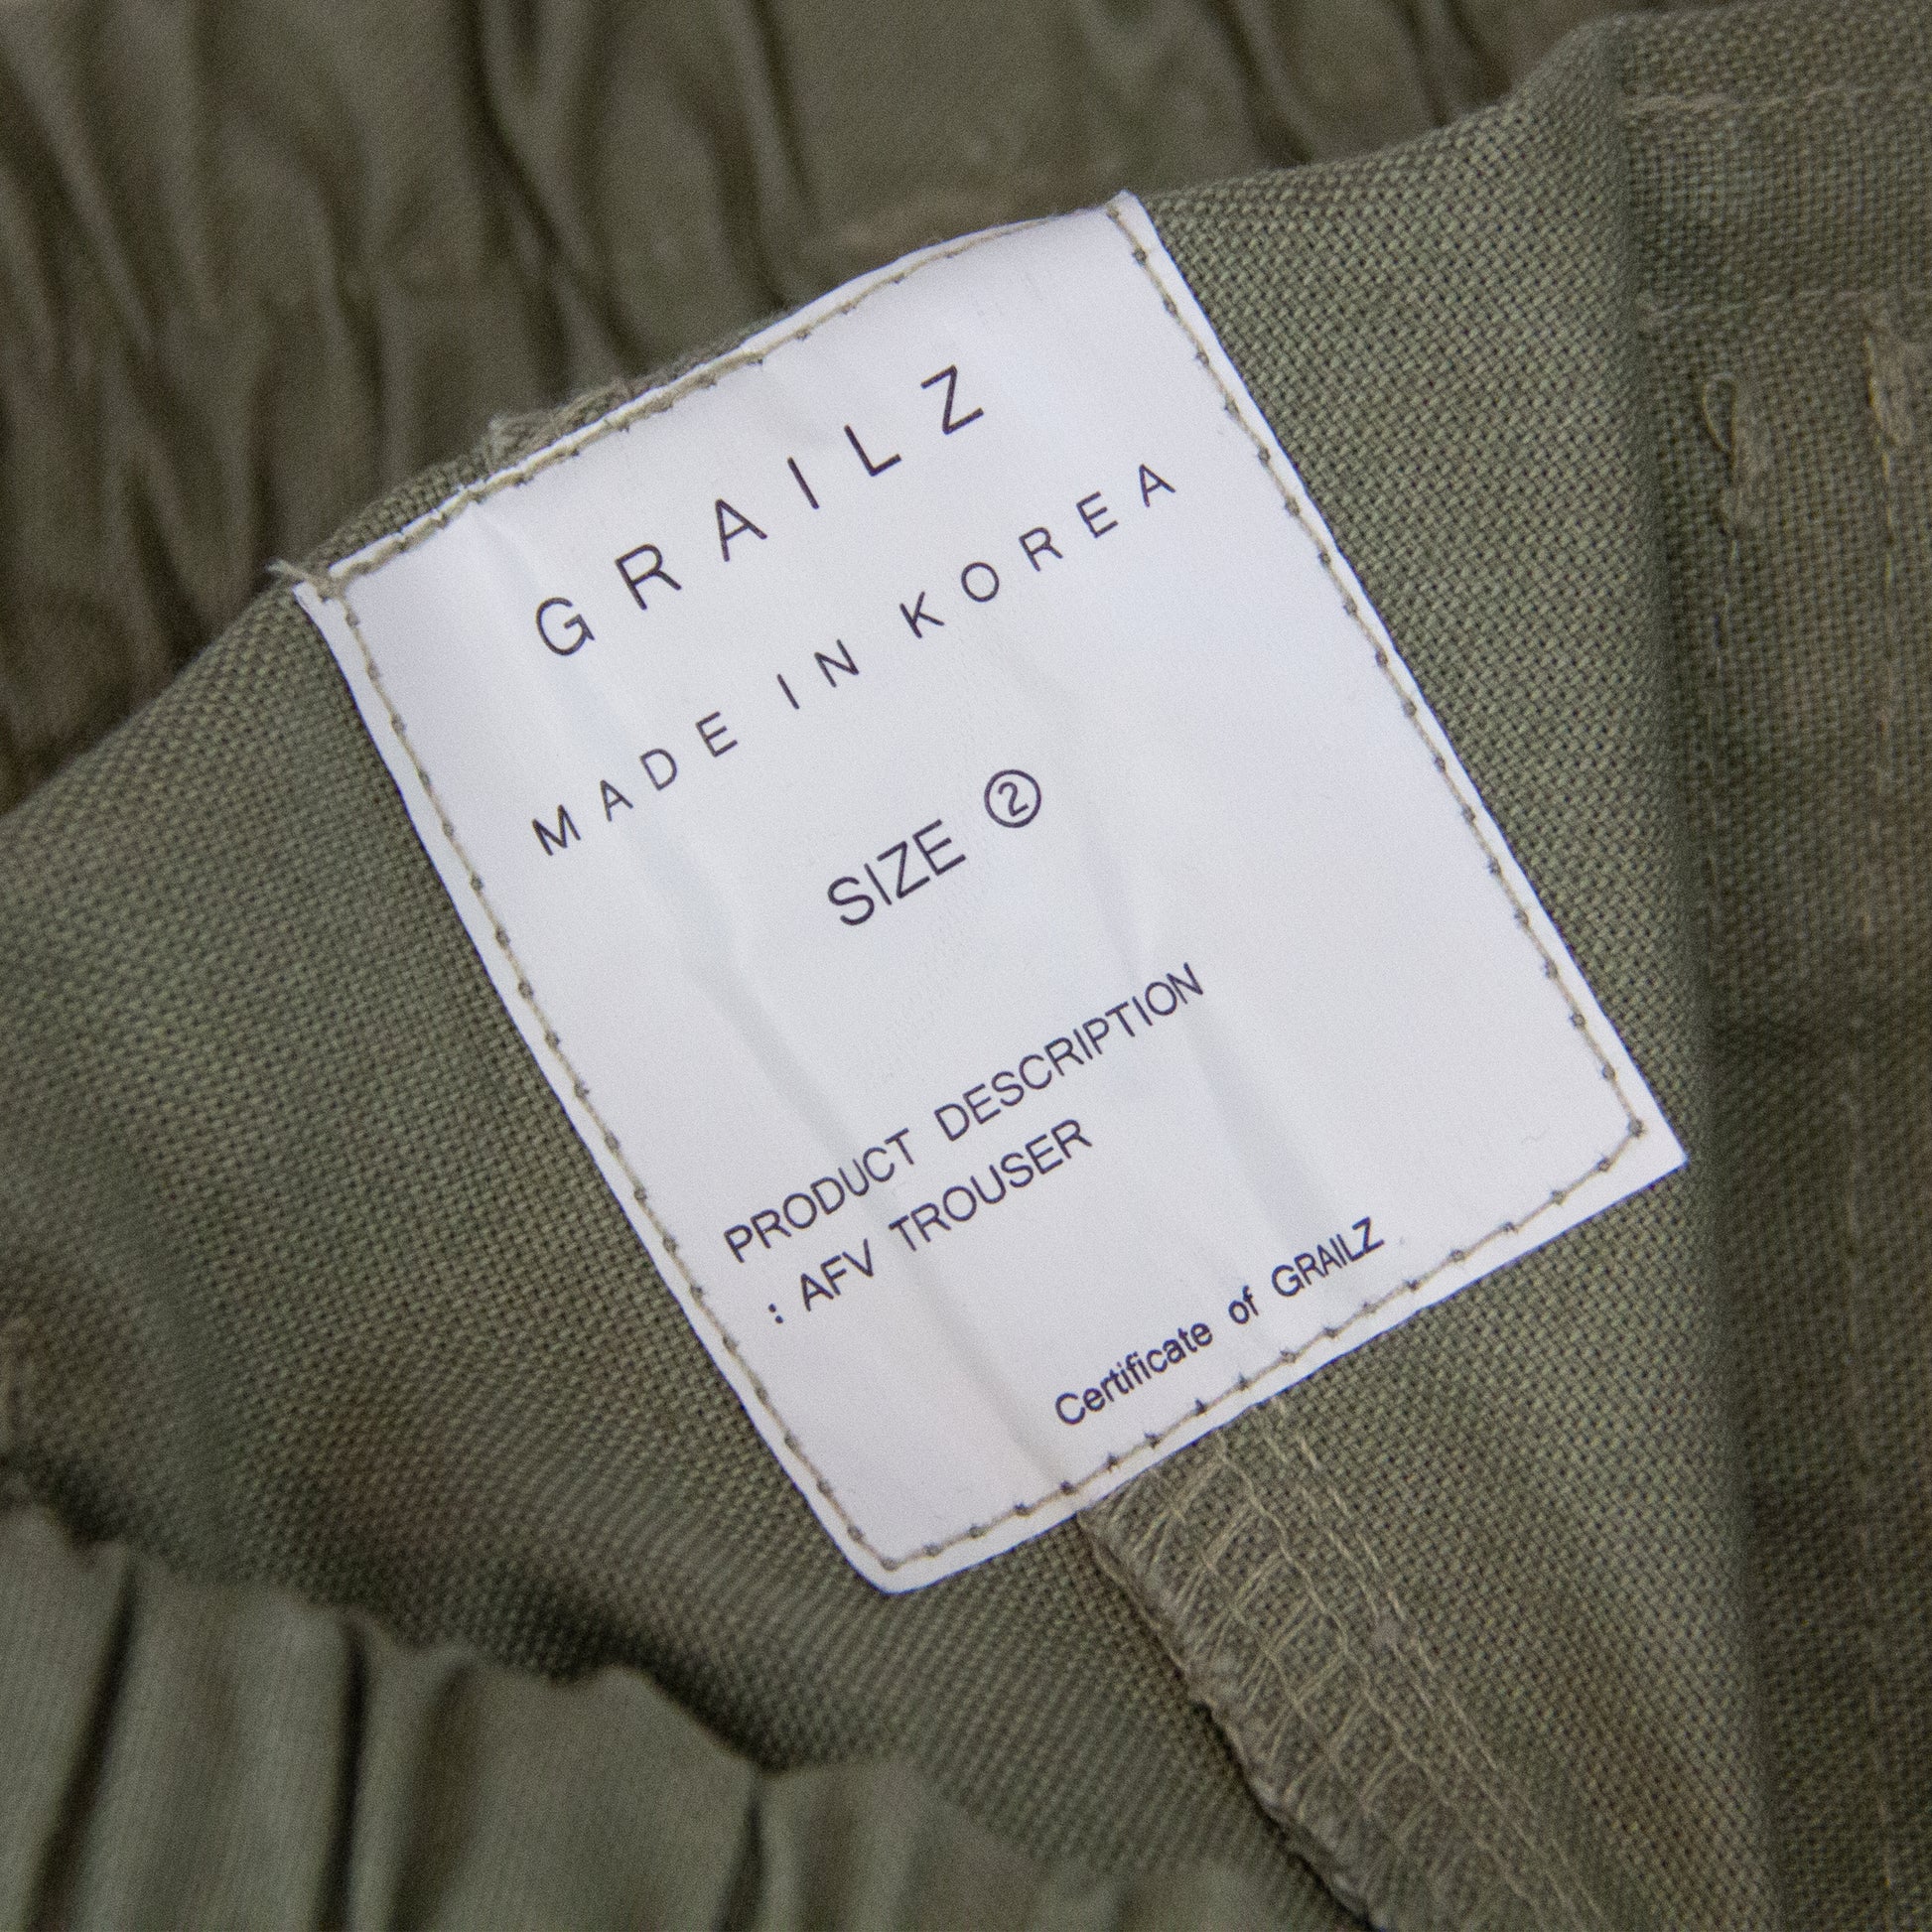 GRAILZ
MADE IN KOREA
SIZE ②
PRODUCT DESCRIPTION
: AFV TROUSER
Certificate of GRAILZ